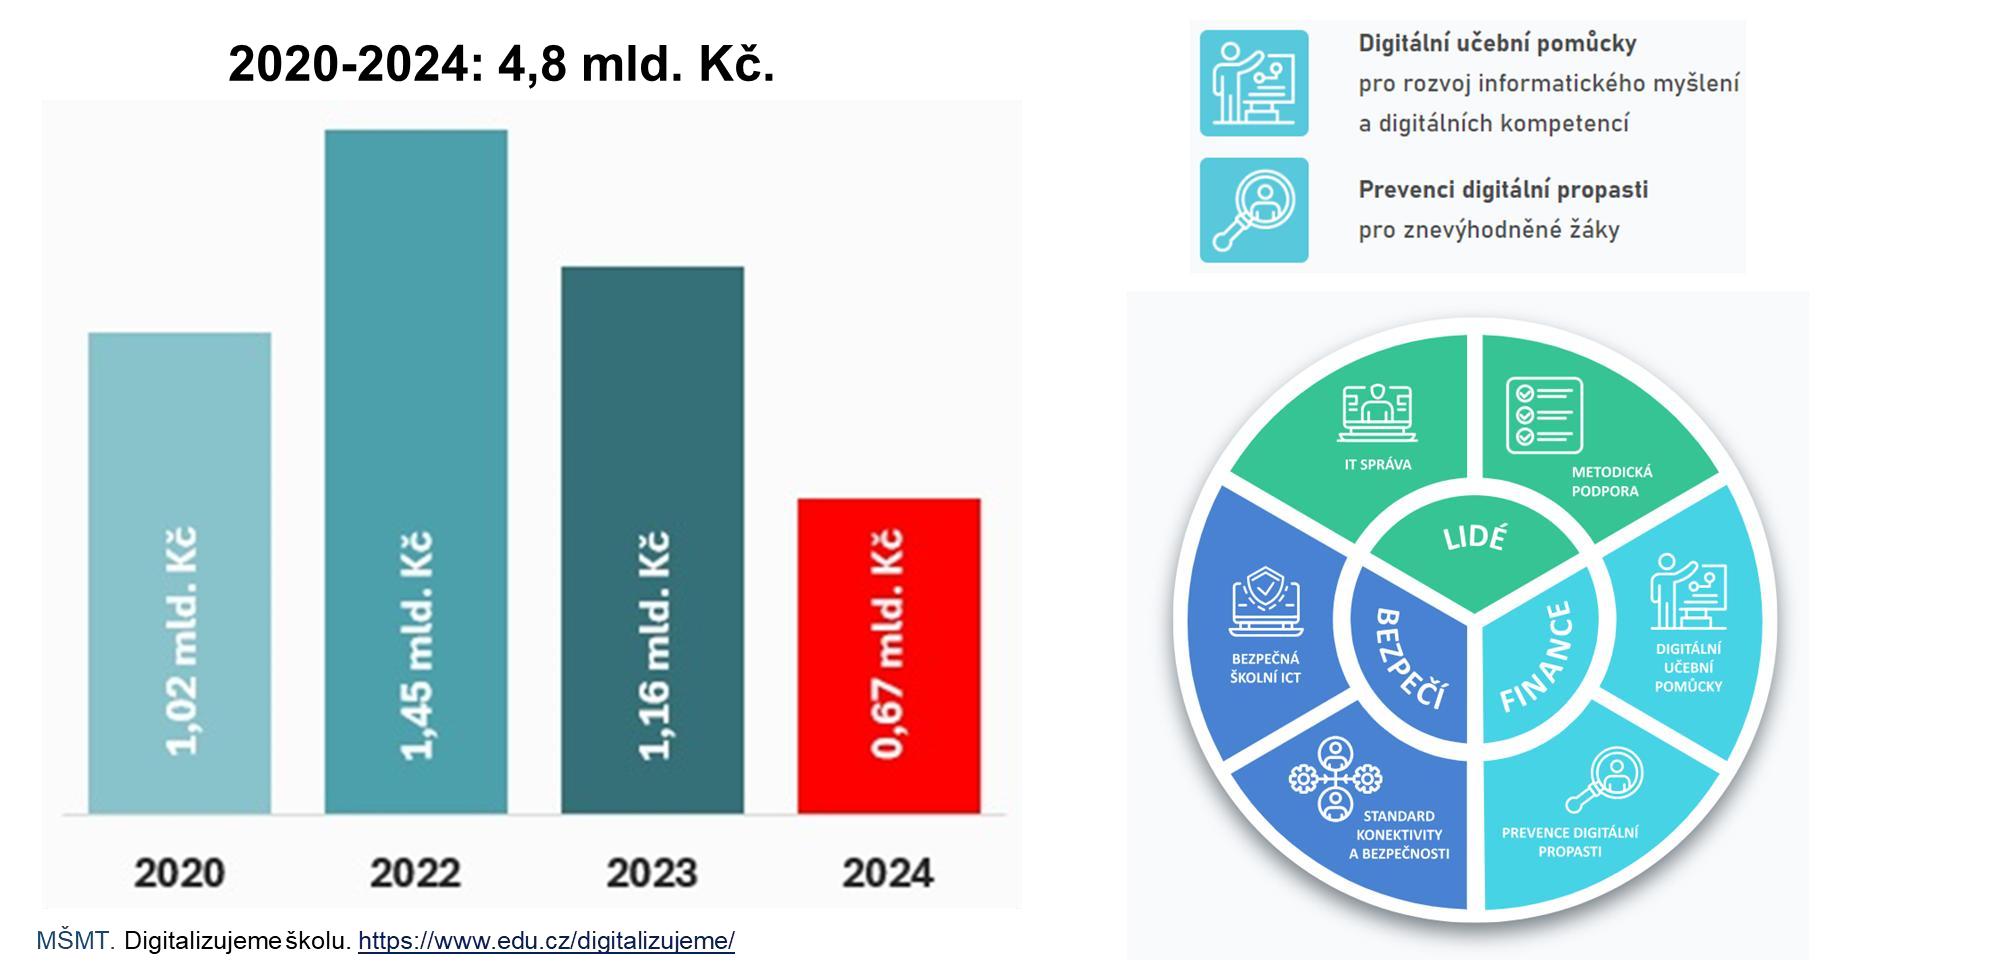 2020-2024: 4,8 mld. Kč.
1,02 mld. Kč
1,45 mld. Kč
1,16 mld. Kč
0,67 mld. Kč
2020
2022
2023
2024
MŠMT. Digitalizujeme školu. https://www.edu.cz/digitalizujeme/
Digitální učební pomůcky
pro rozvoj informatického myšlení
a digitálních kompetencí
Prevenci digitální propasti
pro znevýhodněné žáky
IT SPRÁVA
METODICKÁ
PODPORA
LIDÉ
BEZPEČÍ
FINANCE
BEZPEČNÁ
ŠKOLNÍ ICT
DIGITÁLNÍ
UČEBNÍ
POMŮCKY
STANDARD
KONEKTIVITY
A BEZPEČNOSTI
PREVENCE DIGITÁLNÍ
PROPASTI